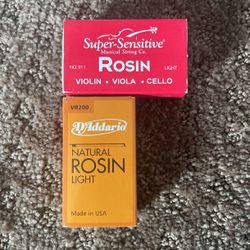 Super-Sensitive
Musical String Co.
NO. 911 ROSIN LIGHT
VIOLIN • VIOLA • CELLO
VR200
D'Addario
NATURAL
ROSIN
LIGHT
Made in USA